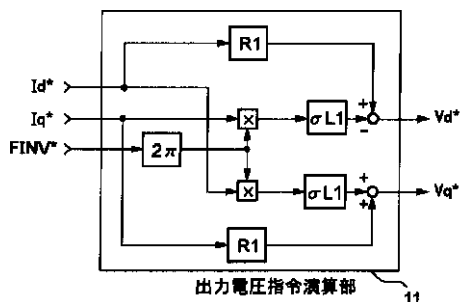 R1
Id*
Iq*
FINV*
2π
×
σL1
+
−
Vd*
×
σL1
+
+
Vq*
R1
出力電圧指令演算部
11